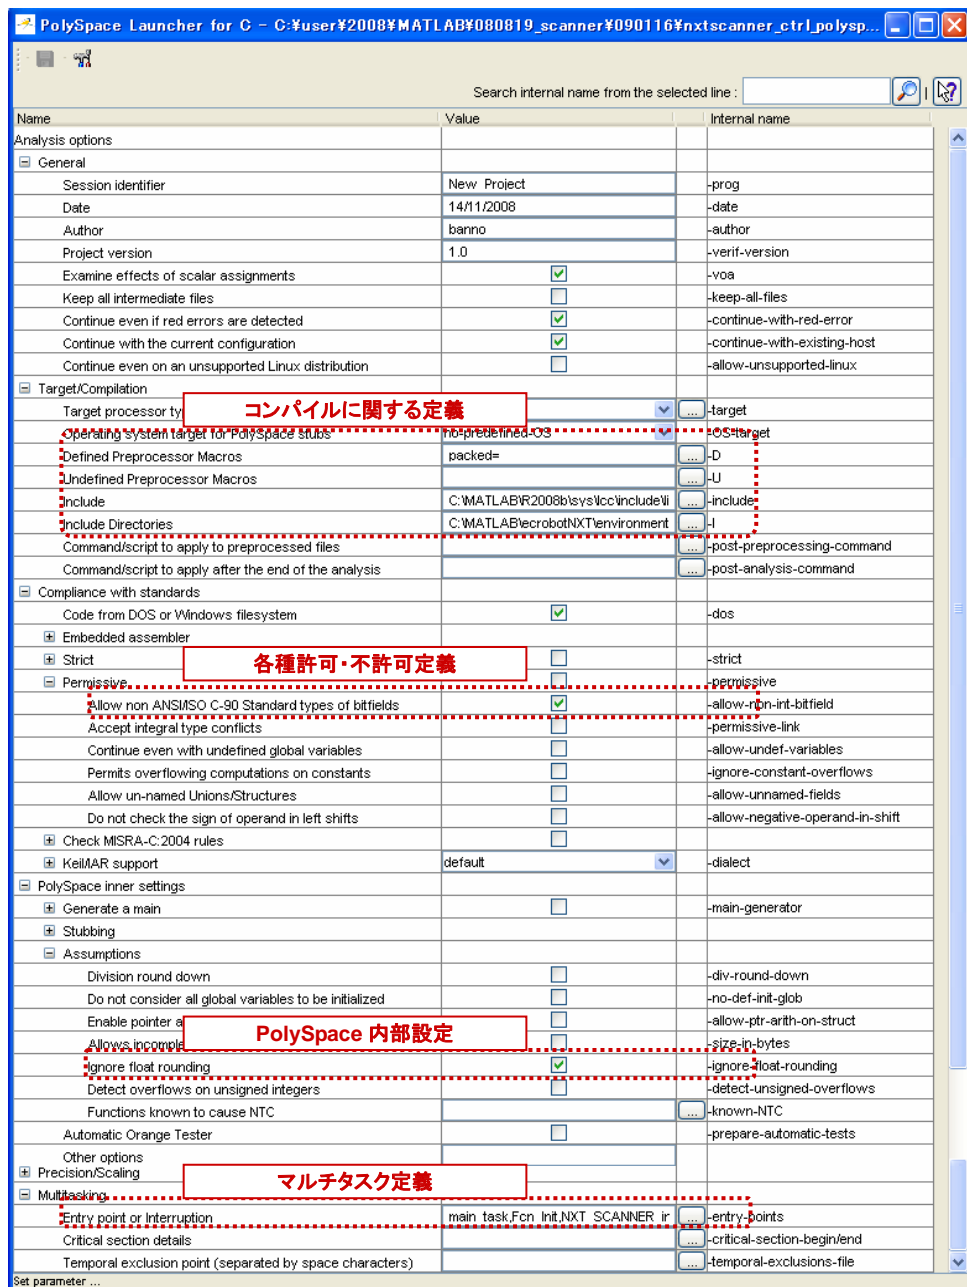 PolySpace Launcher for C - C:¥user¥2008¥MATLAB¥080819_scanner¥090116¥nxtscanner_ctrl_polysp...
Search internal name from the selected line :
Name Value Internal name
Analysis options
General
Session identifier New Project -prog
Date 14/11/2008 -date
Author banno -author
Project version 1.0 -verif-version
Examine effects of scalar assignments -voa
Keep all intermediate files -keep-all-files
Continue even if red errors are detected -continue-with-red-error
Continue with the current configuration -continue-with-existing-host
Continue even on an unsupported Linux distribution -allow-unsupported-linux
Target/Compilation
コンパイルに関する定義
Target processor ty ... -target
Operating system target for PolySpace stubs no-predefined-OS -OS-target
Defined Preprocessor Macros packed= ... -D
Undefined Preprocessor Macros ... -U
Include C:\MATLAB\R2008b\sys\lcc\include\li ... -include
Include Directories C:\MATLAB\ecrobotNXT\environment ... -I
Command/script to apply to preprocessed files ... -post-preprocessing-command
Command/script to apply after the end of the analysis ... -post-analysis-command
Compliance with standards
Code from DOS or Windows filesystem -dos
Embedded assembler
各種許可・不許可定義
Strict -strict
Permissive -permissive
Allow non ANSI/ISO C-90 Standard types of bitfields -allow-non-int-bitfield
Accept integral type conflicts -permissive-link
Continue even with undefined global variables -allow-undef-variables
Permits overflowing computations on constants -ignore-constant-overflows
Allow un-named Unions/Structures -allow-unnamed-fields
Do not check the sign of operand in left shifts -allow-negative-operand-in-shift
Check MISRA-C:2004 rules
Keil/IAR support default -dialect
PolySpace inner settings
Generate a main -main-generator
Stubbing
Assumptions
Division round down -div-round-down
Do not consider all global variables to be initialized -no-def-init-glob
Enable pointer a -allow-ptr-arith-on-struct
PolySpace 内部設定
Allows incomple -size-in-bytes
Ignore float rounding -ignore-float-rounding
Detect overflows on unsigned integers -detect-unsigned-overflows
Functions known to cause NTC ... -known-NTC
Automatic Orange Tester -prepare-automatic-tests
Other options
Precision/Scaling
マルチタスク定義
Multitasking
Entry point or Interruption main_task,Fcn_Init,NXT_SCANNER_ir ... -entry-points
Critical section details ... -critical-section-begin/end
Temporal exclusion point (separated by space characters) ... -temporal-exclusions-file
Set parameter ...